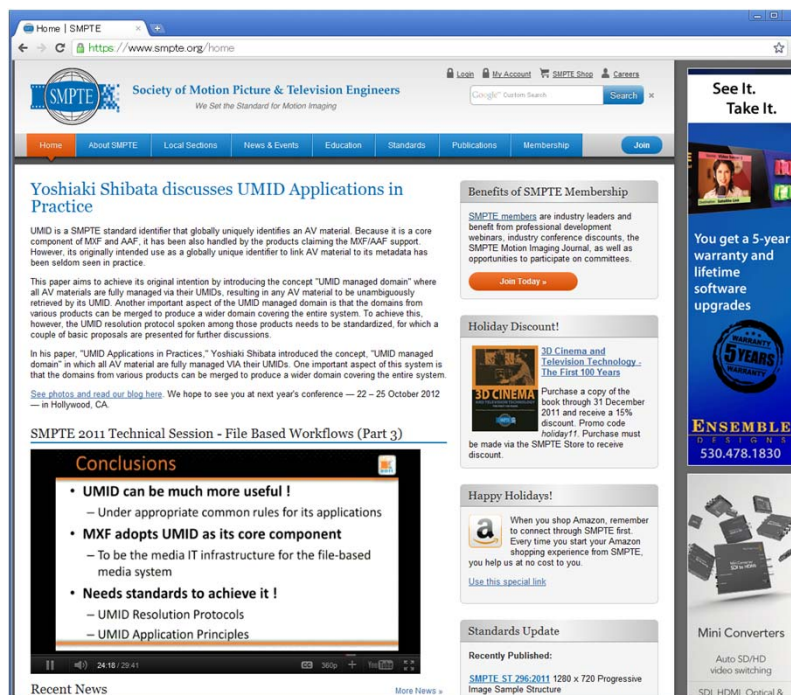 Home | SMPTE
https://www.smpte.org/home
SMPTE
Society of Motion Picture & Television Engineers
We Set the Standard for Motion Imaging
Login My Account SMPTE Shop Careers
Google™ Custom Search Search ×
Home About SMPTE Local Sections News & Events Education Standards Publications Membership Join
Yoshiaki Shibata discusses UMID Applications in
Practice
UMID is a SMPTE standard identifier that globally uniquely identifies an AV material. Because it is a core
component of MXF and AAF, it has been also handled by the products claiming the MXF/AAF support.
However, its originally intended use as a globally unique identifier to link AV material to its metadata has
been seldom seen in practice.
This paper aims to achieve its original intention by introducing the concept "UMID managed domain" where
all AV materials are fully managed via their UMIDs, resulting in any AV material to be unambiguously
retrieved by its UMID. Another important aspect of the UMID managed domain is that the domains from
various products can be merged to produce a wider domain covering the entire system. To achieve this,
however, the UMID resolution protocol spoken among those products needs to be standardized, for which a
couple of basic proposals are presented for further discussions.
In his paper, "UMID Applications in Practices," Yoshiaki Shibata introduced the concept, "UMID managed
domain" in which all AV material are fully managed VIA their UMIDs. One important aspect of this system is
that the domains from various products can be merged to produce a wider domain covering the entire system.
See photos and read our blog here. We hope to see you at next year's conference — 22 – 25 October 2012
— in Hollywood, CA.
SMPTE 2011 Technical Session - File Based Workflows (Part 3)
Conclusions
• UMID can be much more useful !
– Under appropriate common rules for its applications
• MXF adopts UMID as its core component
– To be the media IT infrastructure for the file-based
media system
• Needs standards to achieve it !
– UMID Resolution Protocols
– UMID Application Principles
24:18 / 29:41 CC 360p YouTube
Recent News More News »
Benefits of SMPTE Membership
SMPTE members are industry leaders and
benefit from professional development
webinars, industry conference discounts, the
SMPTE Motion Imaging Journal, as well as
opportunities to participate on committees.
Join Today »
Holiday Discount!
3D CINEMA
3D Cinema and
Television Technology -
The First 100 Years
Purchase a copy of the
book through 31 December
2011 and receive a 15%
discount. Promo code
holiday11. Purchase must
be made via the SMPTE Store to receive
discount.
Happy Holidays!
a
When you shop Amazon, remember
to connect through SMPTE first.
Every time you start your Amazon
shopping experience from SMPTE,
you help us at no cost to you.
Use this special link
Standards Update
Recently Published:
SMPTE ST 296:2011 1280 x 720 Progressive
Image Sample Structure
See It.
Take It.
You get a 5-year
warranty and
lifetime
software
upgrades
WARRANTY
5 YEARS
WARRANTY
ENSEMBLE
DESIGNS
530.478.1830
Mini Converters
Auto SD/HD
video switching
SDI, HDMI, Optical &